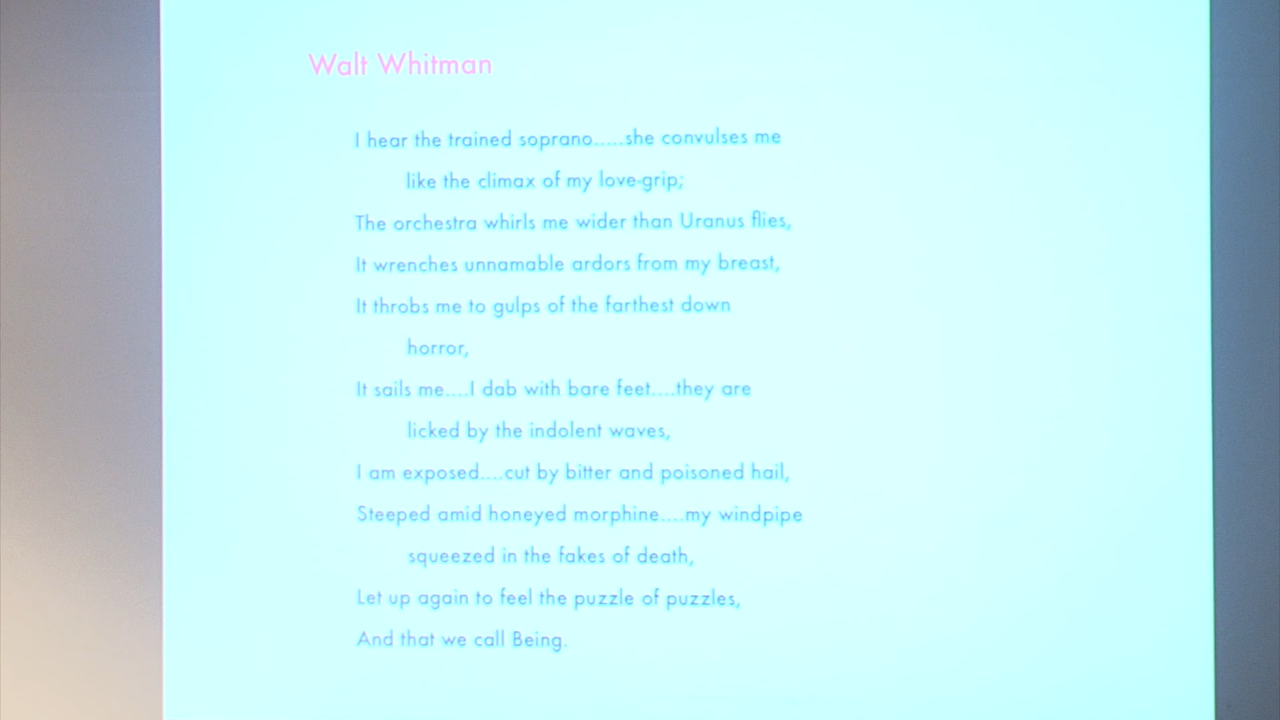 Walt Whitman
I hear the trained soprano.....she convulses me
like the climax of my love-grip;
The orchestra whirls me wider than Uranus flies,
It wrenches unnamable ardors from my breast,
It throbs me to gulps of the farthest down
horror,
It sails me....I dab with bare feet....they are
licked by the indolent waves,
I am exposed....cut by bitter and poisoned hail,
Steeped amid honeyed morphine....my windpipe
squeezed in the fakes of death,
Let up again to feel the puzzle of puzzles,
And that we call Being.